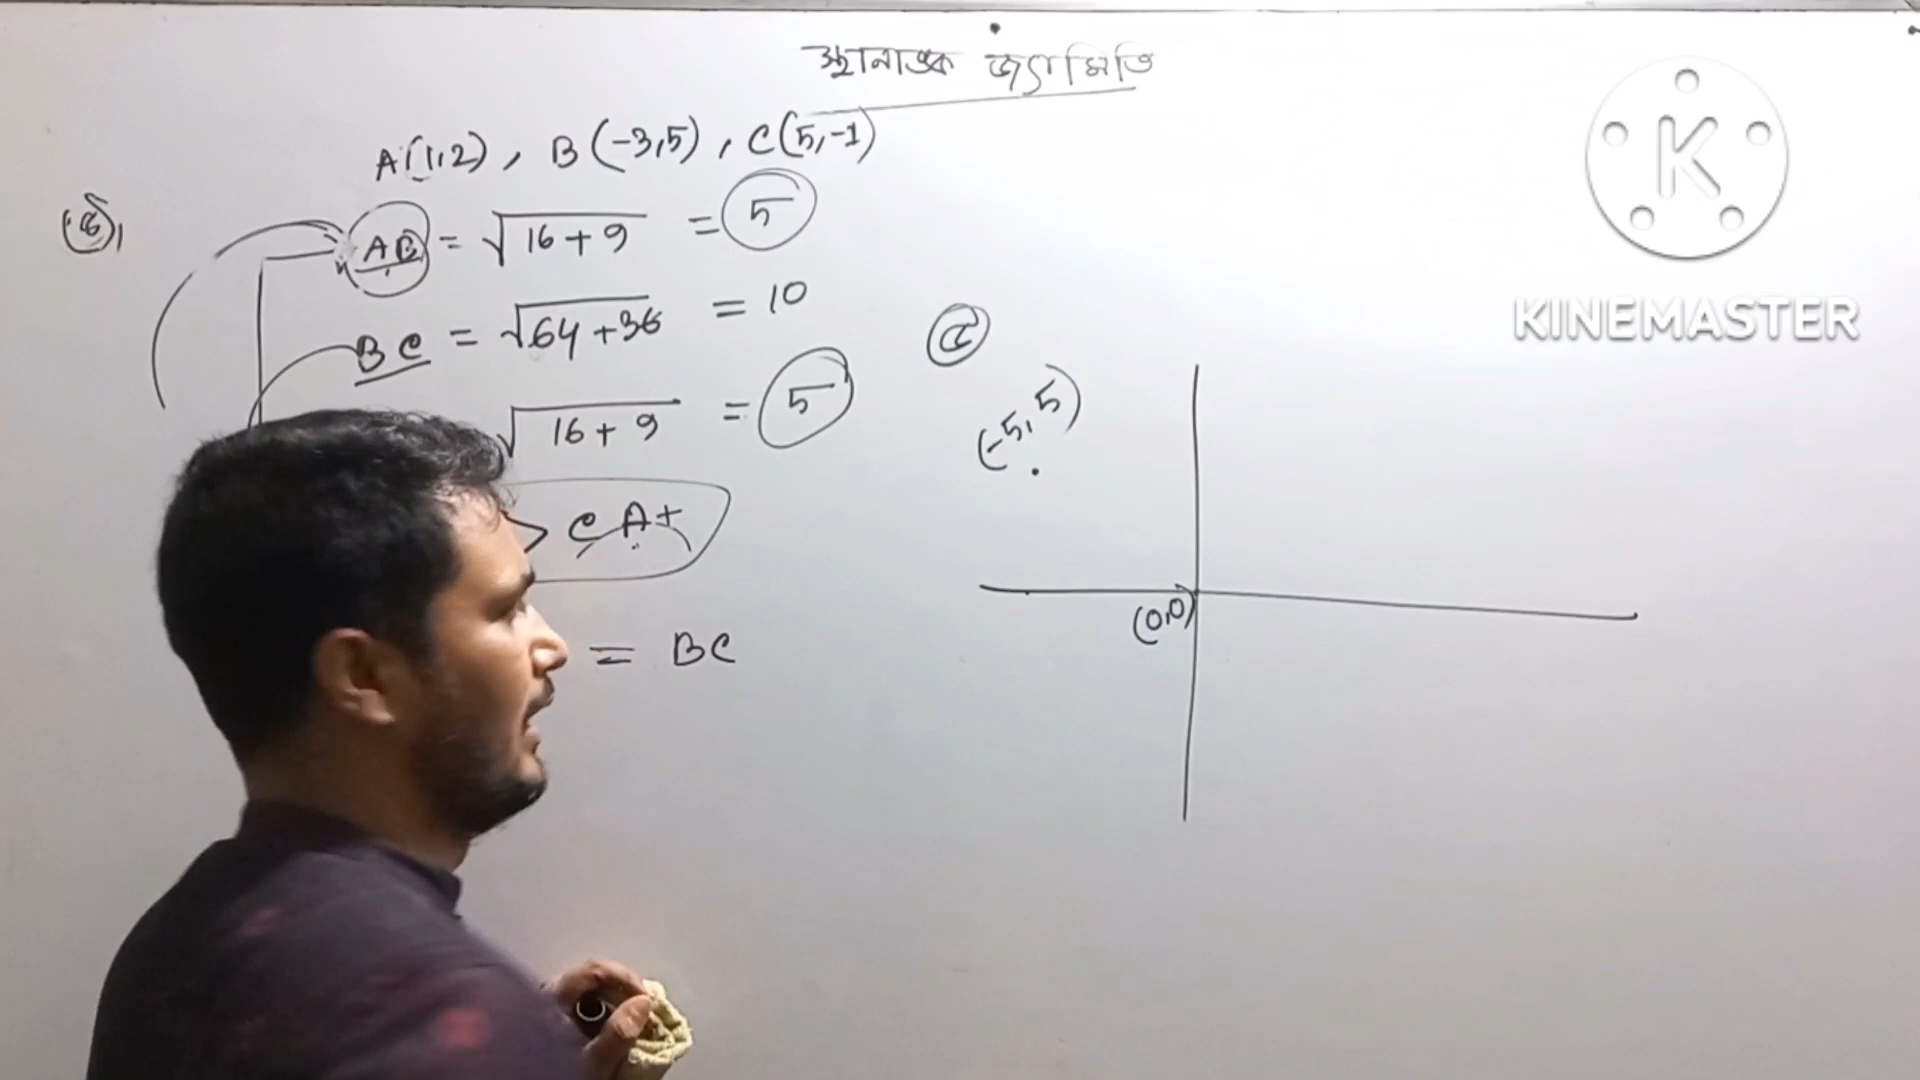 স্থানাঙ্ক জ্যামিতি
A(1,2), B(-3,5), C(5,-1)
AB = √16+9 = 5
BC = √64+36 = 10
√16+9 = 5
> CA+
= BC
(-5, 5)
(0,0)
KINEMASTER